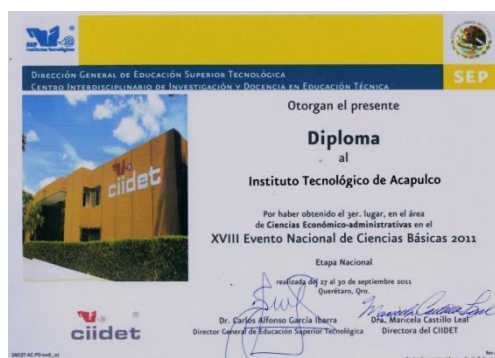 SEP
Institutos Tecnológicos
Dirección General de Educación Superior Tecnológica
Centro Interdisciplinario de Investigación y Docencia en Educación Técnica
SEP
Otorgan el presente
Diploma
al
Instituto Tecnológico de Acapulco
Por haber obtenido el 3er. lugar, en el área
de Ciencias Económico-administrativas en el
XVIII Evento Nacional de Ciencias Básicas 2011
Etapa Nacional
realizada del 27 al 30 de septiembre 2011
Querétaro, Qro.
Dr. Carlos Alfonso García Ibarra
Director General de Educación Superior Tecnológica
Dra. Maricela Castillo Leal
Directora del CIIDET
ciidet
ciidet